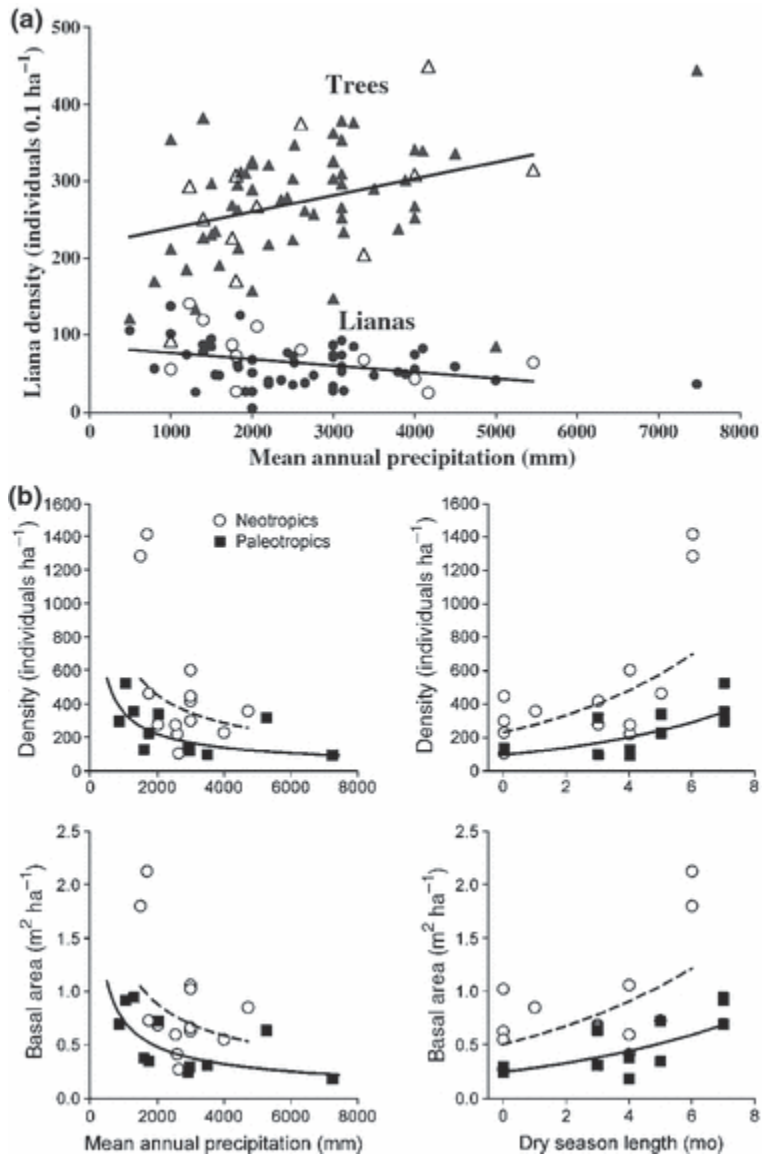 (a)
Liana density (individuals 0.1 ha⁻¹)
500
400
300
200
100
0
Trees
Lianas
0 1000 2000 3000 4000 5000 6000 7000 8000
Mean annual precipitation (mm)
(b)
Density (individuals ha⁻¹)
1600
1400
1200
1000
800
600
400
200
0
Neotropics
Paleotropics
0 2000 4000 6000 8000
Density (individuals ha⁻¹)
1600
1400
1200
1000
800
600
400
200
0
0 2 4 6 8
Basal area (m² ha⁻¹)
2.5
2.0
1.5
1.0
0.5
0.0
0 2000 4000 6000 8000
Mean annual precipitation (mm)
Basal area (m² ha⁻¹)
2.5
2.0
1.5
1.0
0.5
0.0
0 2 4 6 8
Dry season length (mo)